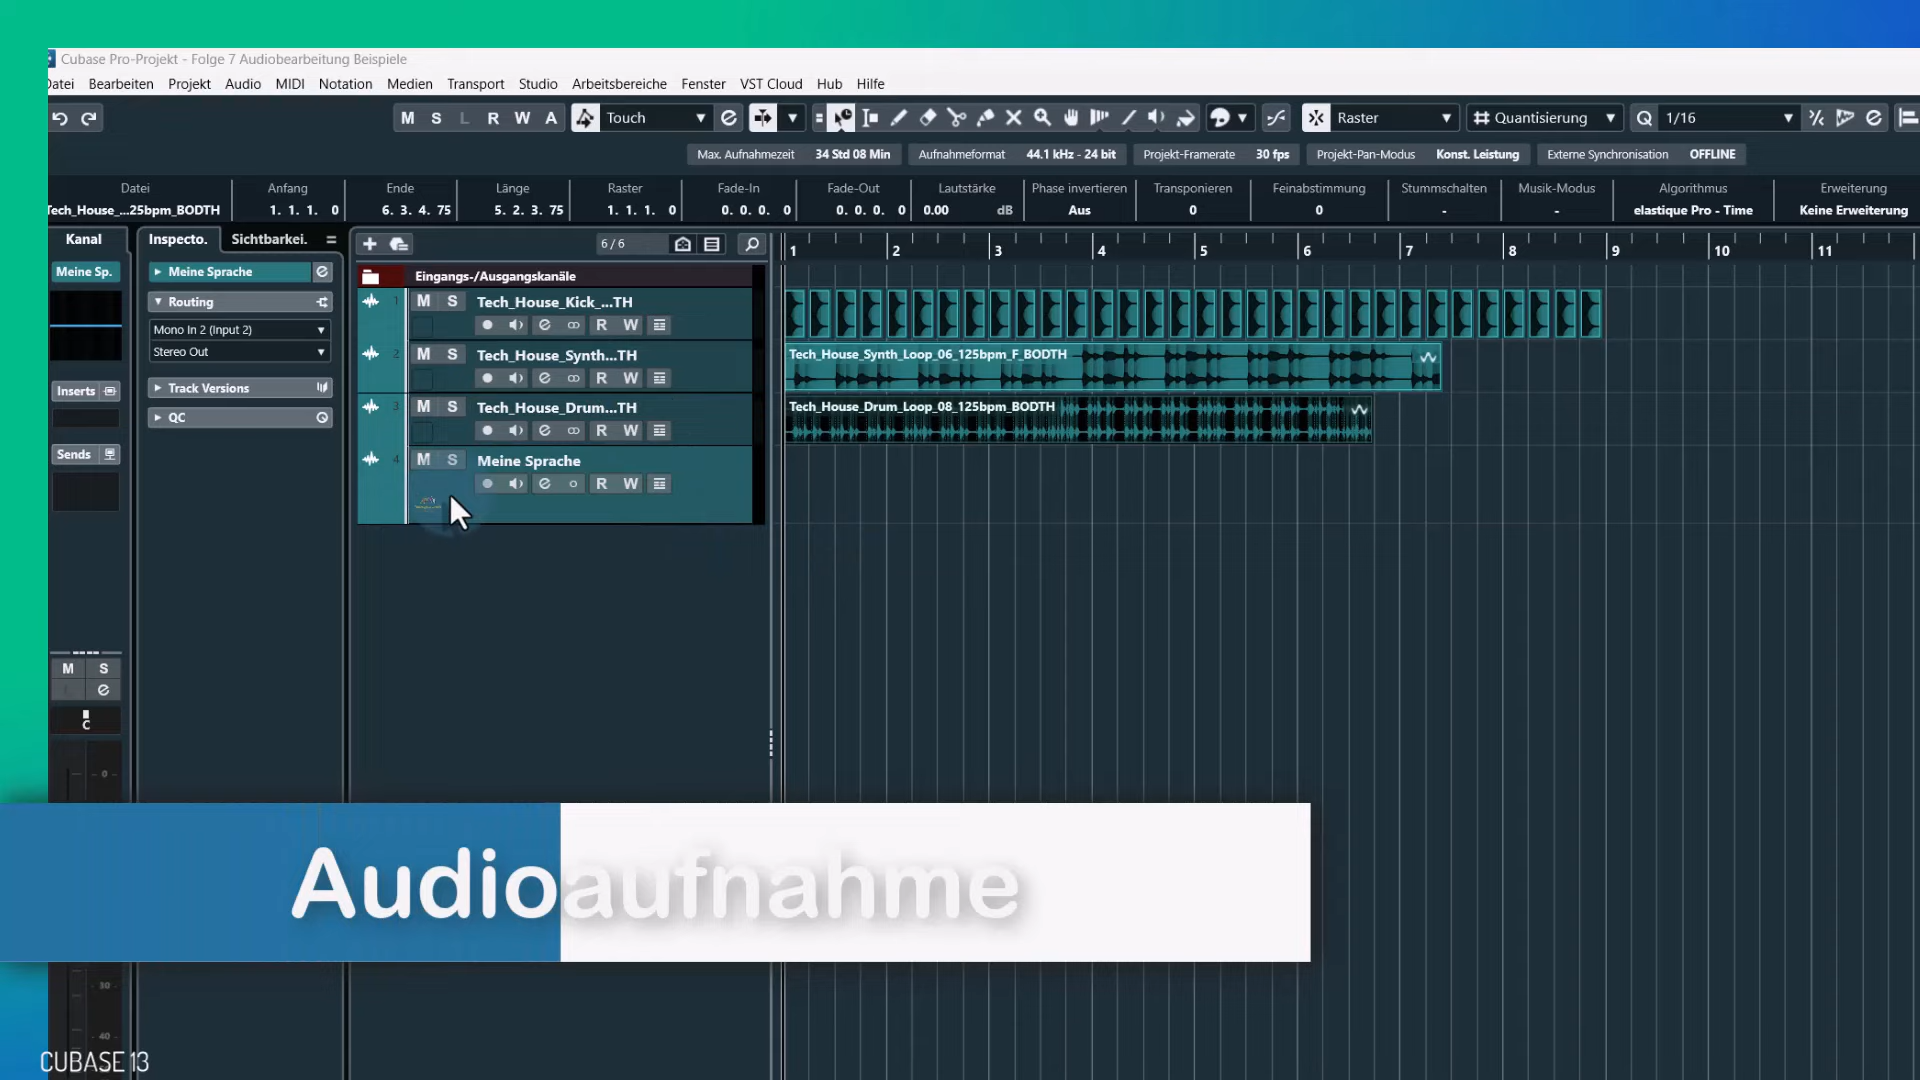 Cubase Pro-Projekt - Folge 7 Audiobearbeitung Beispiele
Datei Bearbeiten Projekt Audio MIDI Notation Medien Transport Studio Arbeitsbereiche Fenster VST Cloud Hub Hilfe
M S L R W A Touch Raster Quantisierung 1/16
Max. Aufnahmezeit 34 Std 08 Min Aufnahmeformat 44.1 kHz - 24 bit Projekt-Framerate 30 fps Projekt-Pan-Modus Konst. Leistung Externe Synchronisation OFFLINE
Datei Anfang Ende Länge Raster Fade-In Fade-Out Lautstärke Phase invertieren Transponieren Feinabstimmung Stummschalten Musik-Modus Algorithmus Erweiterung
Tech_House_...25bpm_BODTH 1. 1. 1. 0 6. 3. 4. 75 5. 2. 3. 75 1. 1. 1. 0 0. 0. 0. 0 0. 0. 0. 0 0.00 dB Aus 0 0 - - elastique Pro - Time Keine Erweiterung
Kanal Inspecto. Sichtbarkei. 6 / 6 1 2 3 4 5 6 7 8 9 10 11
Meine Sp. Meine Sprache
Eingangs-/Ausgangskanäle
Routing
Mono In 2 (Input 2)
Stereo Out
Inserts Track Versions
QC
Sends
1 M S Tech_House_Kick_...TH
R W
2 M S Tech_House_Synth...TH
R W
Tech_House_Synth_Loop_06_125bpm_F_BODTH
3 M S Tech_House_Drum...TH
R W
Tech_House_Drum_Loop_08_125bpm_BODTH
4 M S Meine Sprache
R W
M S
L
C
0
Audioaufnahme
30
40
CUBASE 13